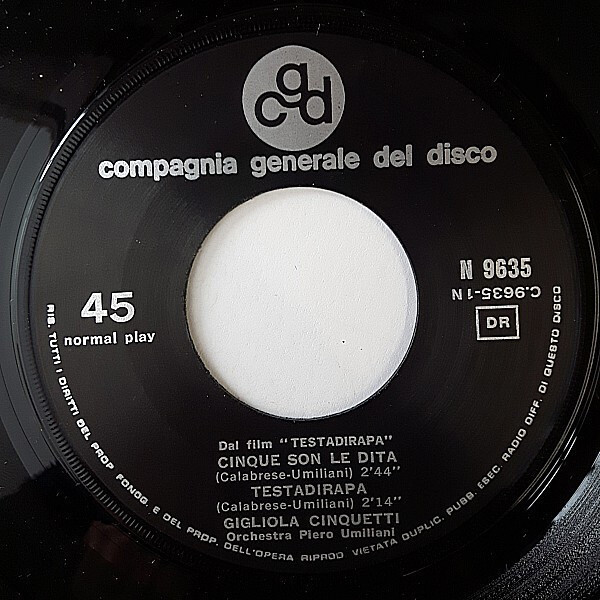 cgd
compagnia generale del disco
45
normal play
N 9635
C.9635-1N
DR
Dal film "TESTADIRAPA"
CINQUE SON LE DITA
(Calabrese-Umiliani) 2'44"
TESTADIRAPA
(Calabrese-Umiliani) 2'14"
GIGLIOLA CINQUETTI
Orchestra Piero Umiliani
RIS. TUTTI I DIRITTI DEL PROP FONOG. E DEL PROP. DELL'OPERA RIPROD VIETATA DUPLIC. PUBB. ESEC. RADIO DIFF. DI QUESTO DISCO